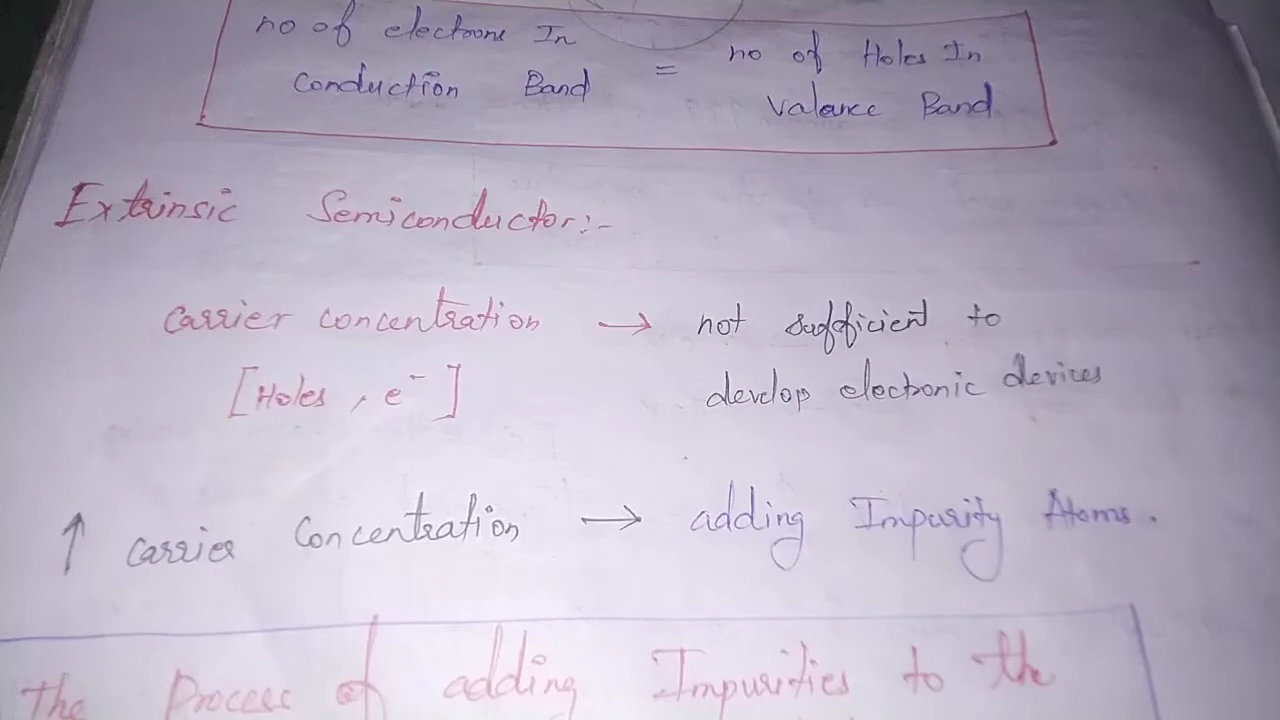 no of electrons In = no of Holes In
Conduction Band valance Band
Extrinsic Semiconductor:-
carrier concentration → not sufficient to
[Holes, e⁻] develop electronic devices
↑ carrier Concentration → adding Impurity Atoms.
The Process of adding Impurities to the